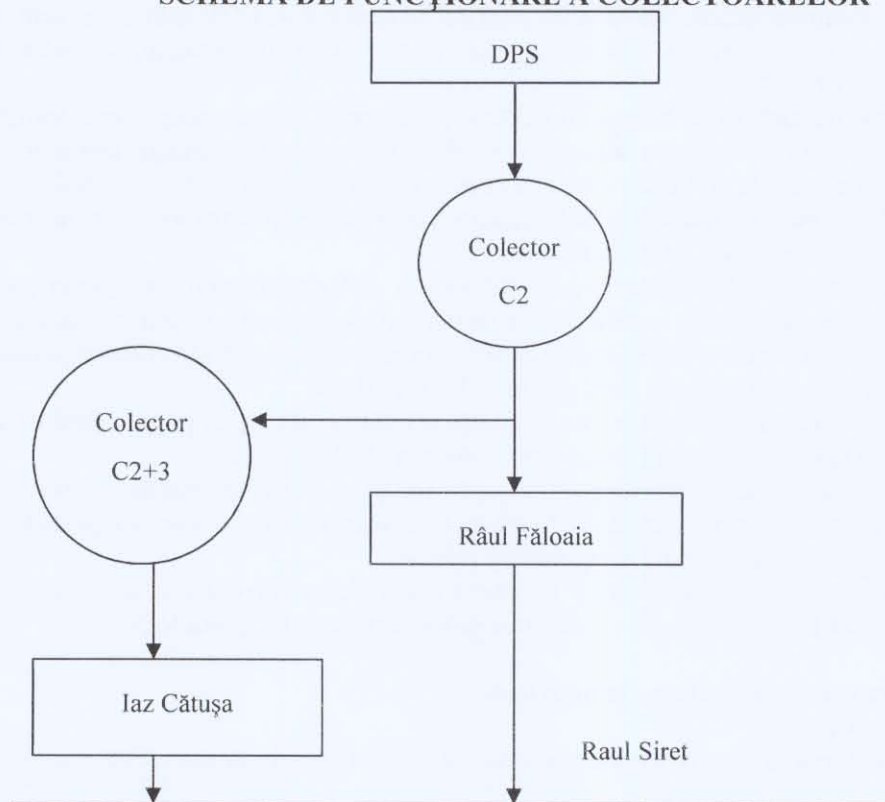 SCHEMA DE FUNCȚIONARE A COLECTOARELOR
DPS
Colector
C2
Colector
C2+3
Râul Făloaia
Iaz Cătuşa
Raul Siret